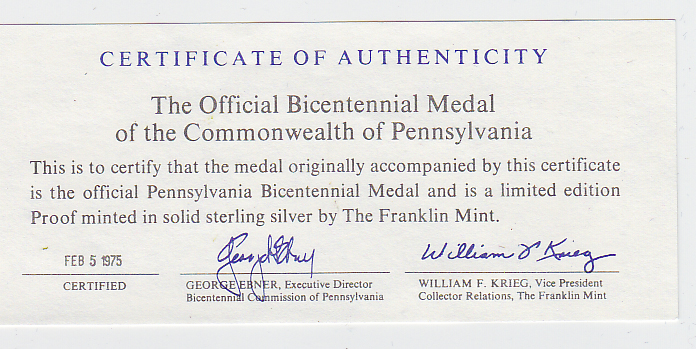 CERTIFICATE OF AUTHENTICITY
The Official Bicentennial Medal
of the Commonwealth of Pennsylvania
This is to certify that the medal originally accompanied by this certificate
is the official Pennsylvania Bicentennial Medal and is a limited edition
Proof minted in solid sterling silver by The Franklin Mint.
FEB 5 1975
CERTIFIED
George Ebner
GEORGE EBNER, Executive Director
Bicentennial Commission of Pennsylvania
William F Krieg
WILLIAM F. KRIEG, Vice President
Collector Relations, The Franklin Mint